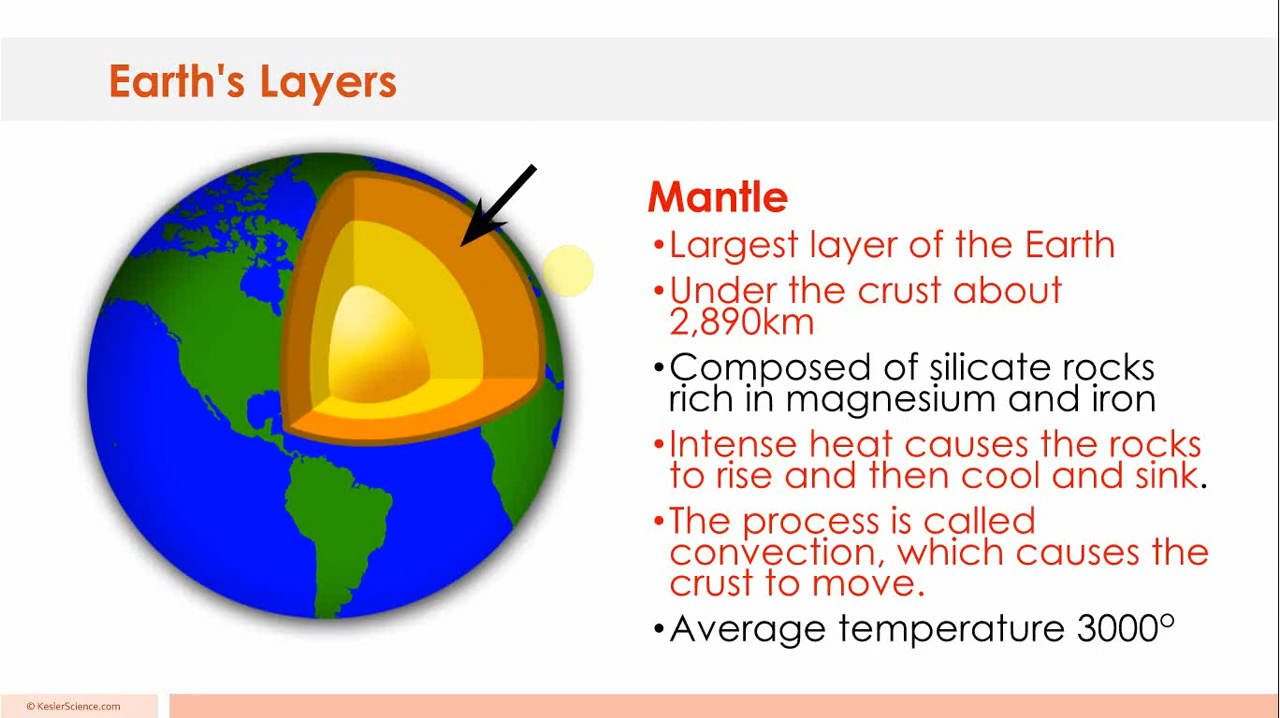 Earth's Layers
Mantle
•Largest layer of the Earth
•Under the crust about
2,890km
•Composed of silicate rocks
rich in magnesium and iron
•Intense heat causes the rocks
to rise and then cool and sink.
•The process is called
convection, which causes the
crust to move.
•Average temperature 3000°
© KeslerScience.com